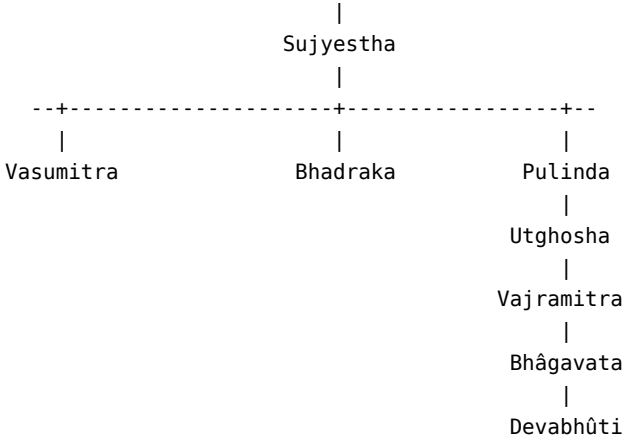 Sujyestha
Vasumitra Bhadraka Pulinda
Utghosha
Vajramitra
Bhâgavata
Devabhûti